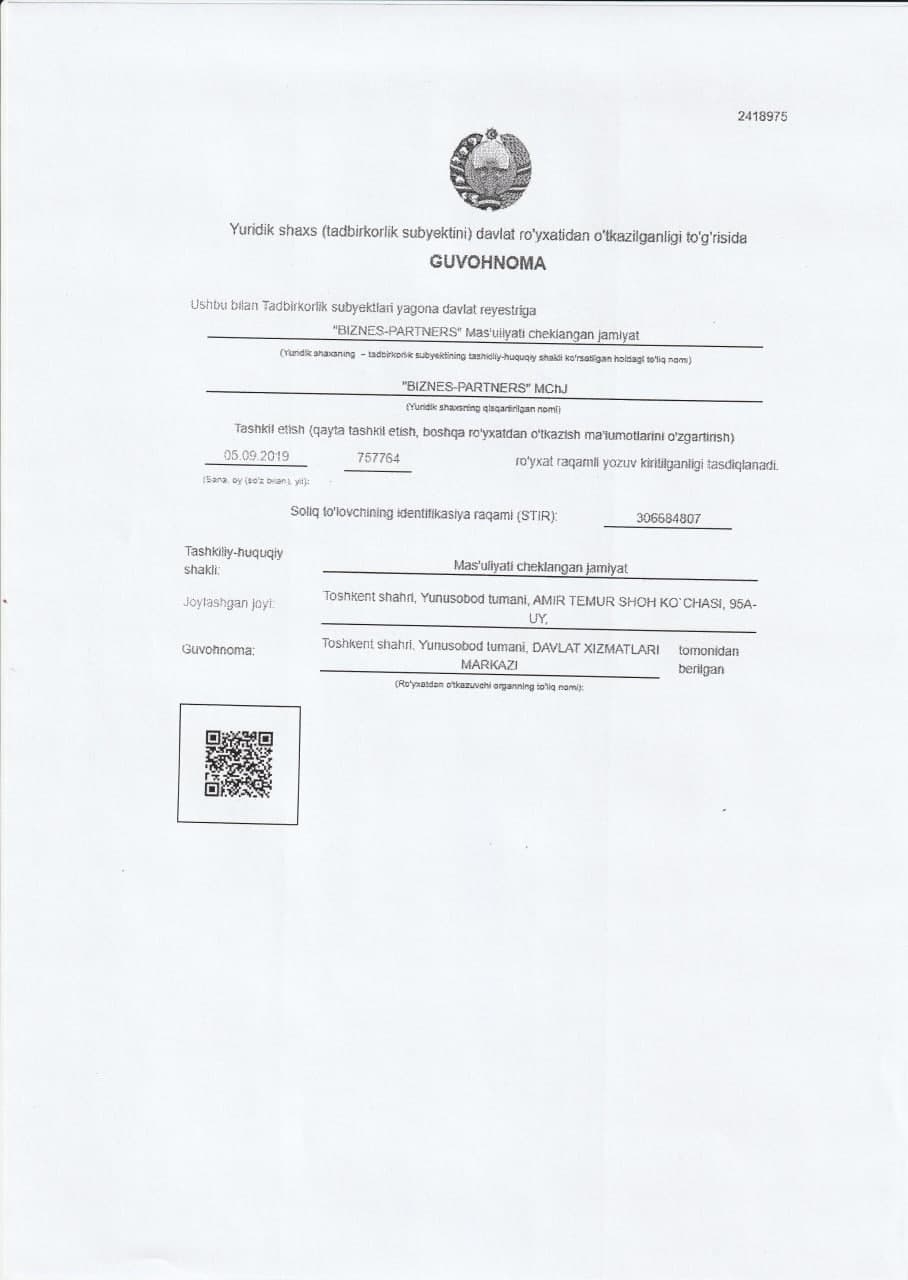 2418975
Yuridik shaxs (tadbirkorlik subyektini) davlat ro'yxatidan o'tkazilganligi to'g'risida
GUVOHNOMA
Ushbu bilan Tadbirkorlik subyektlari yagona davlat reyestriga
"BIZNES-PARTNERS" Mas'uliyati cheklangan jamiyat
(Yuridik shaxsning – tadbirkorlik subyektining tashkiliy-huquqiy shakli ko'rsatilgan holdagi to'liq nomi)
"BIZNES-PARTNERS" MChJ
(Yuridik shaxsning qisqartirilgan nomi)
Tashkil etish (qayta tashkil etish, boshqa ro'yxatdan o'tkazish ma'lumotlarini o'zgartirish)
05.09.2019 757764 ro'yxat raqamli yozuv kiritilganligi tasdiqlanadi.
(Sana, oy (so'z bilan), yil):
Soliq to'lovchining identifikasiya raqami (STIR): 306684807
Tashkiliy-huquqiy
shakli: Mas'uliyati cheklangan jamiyat
Joylashgan joyi: Toshkent shahri, Yunusobod tumani, AMIR TEMUR SHOH KO`CHASI, 95A-
UY,
Guvohnoma: Toshkent shahri, Yunusobod tumani, DAVLAT XIZMATLARI tomonidan
MARKAZI berilgan
(Ro'yxatdan o'tkazuvchi organning to'liq nomi):